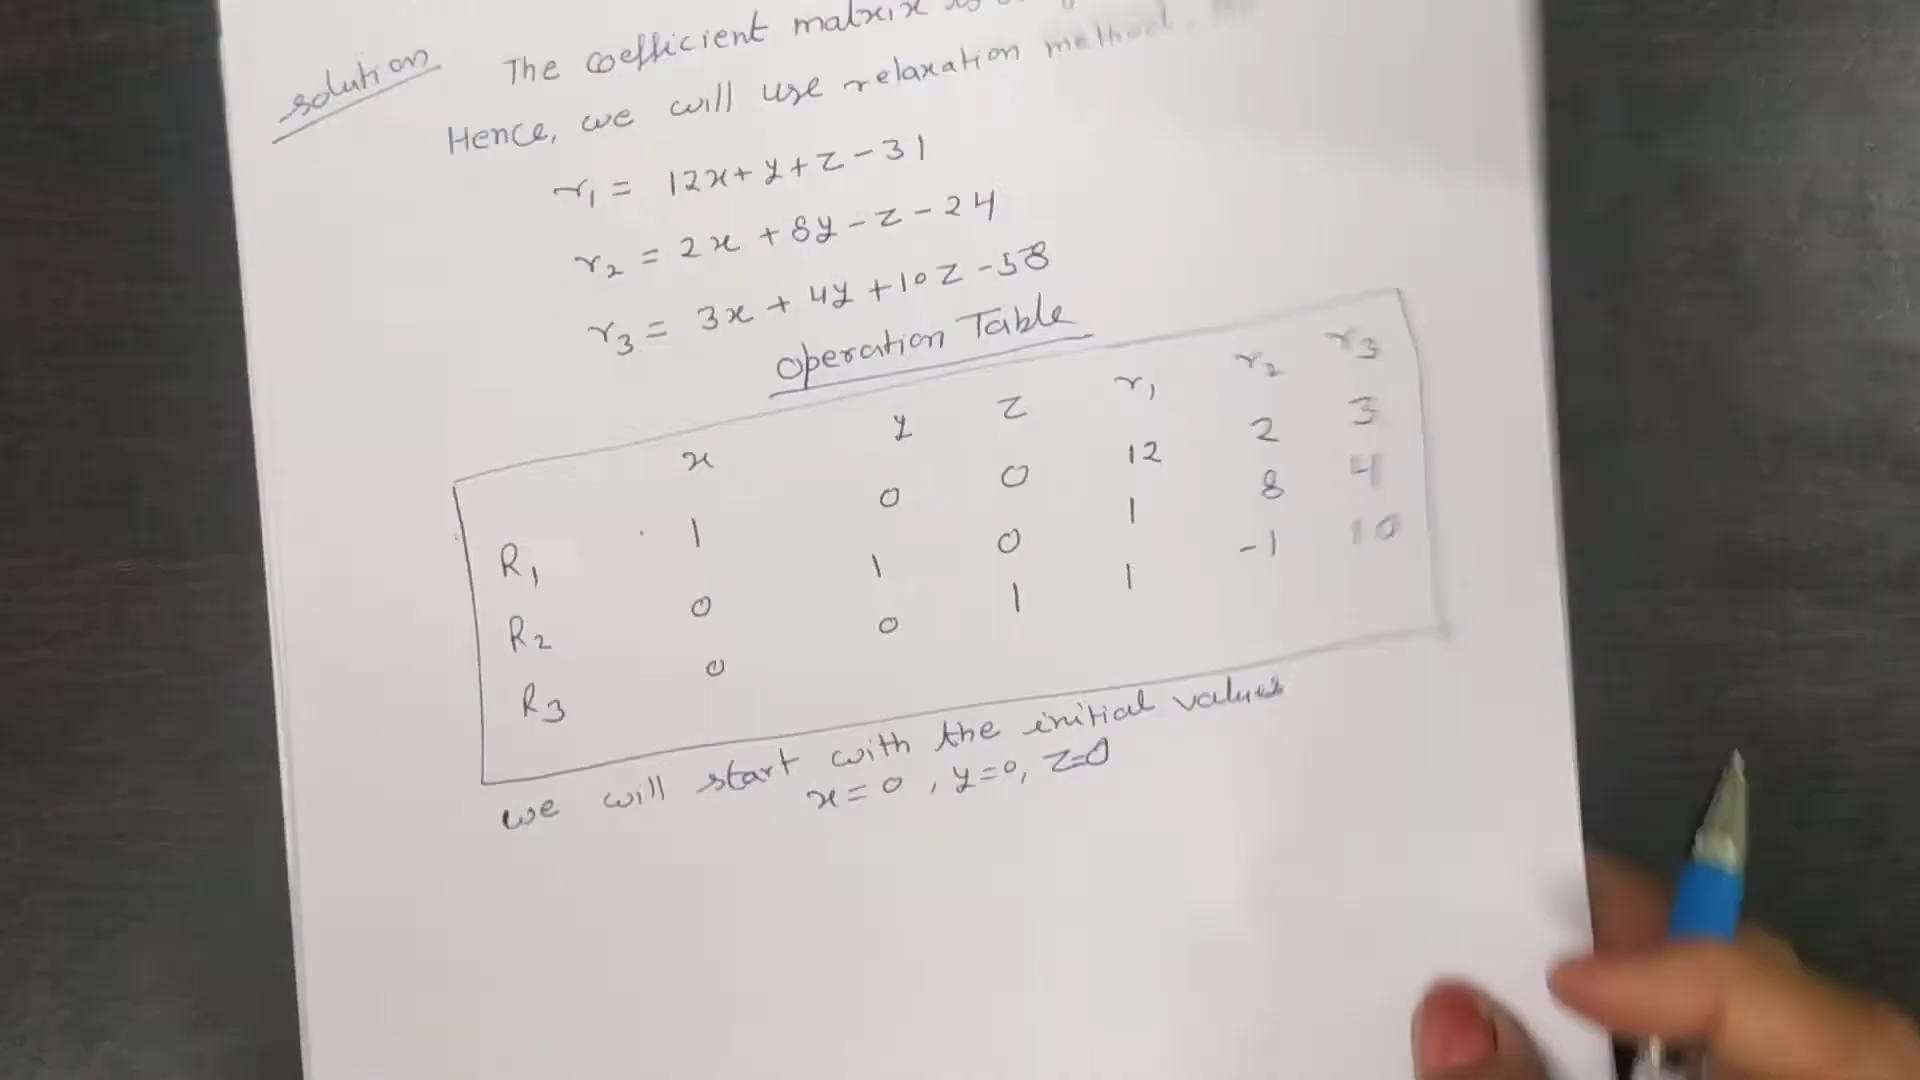 solution The coefficient matrix is
Hence, we will use relaxation method.
r1 = 12x + y + z - 31
r2 = 2x + 8y - z - 24
r3 = 3x + 4y + 10z - 58
Operation Table
x y z r1 r2 r3
R1 1 0 0 12 2 3
R2 0 1 0 1 8 4
R3 0 0 1 1 -1 10
we will start with the initial values
x = 0, y = 0, z = 0